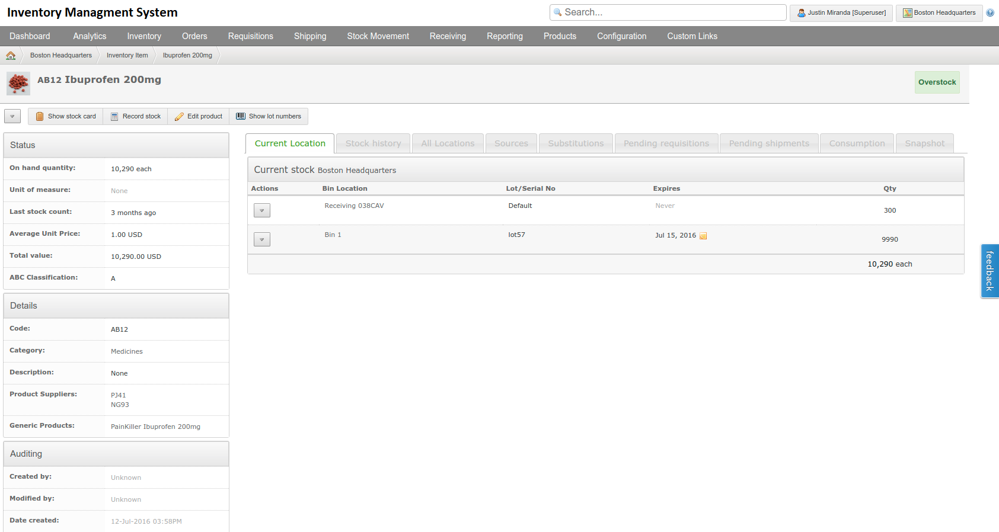 Inventory Managment System
Search...
Justin Miranda [Superuser]
Boston Headquarters
Dashboard Analytics Inventory Orders Requisitions Shipping Stock Movement Receiving Reporting Products Configuration Custom Links
Boston Headquarters Inventory Item Ibuprofen 200mg
AB12 Ibuprofen 200mg
Overstock
Show stock card Record stock Edit product Show lot numbers
Status
On hand quantity: 10,290 each
Unit of measure: None
Last stock count: 3 months ago
Average Unit Price: 1.00 USD
Total value: 10,290.00 USD
ABC Classification: A
Details
Code: AB12
Category: Medicines
Description: None
Product Suppliers: PJ41
NG93
Generic Products: PainKiller Ibuprofen 200mg
Auditing
Created by: Unknown
Modified by: Unknown
Date created: 12-Jul-2016 03:58PM
Current Location Stock history All Locations Sources Substitutions Pending requisitions Pending shipments Consumption Snapshot
Current stock Boston Headquarters
Actions Bin Location Lot/Serial No Expires Qty
Receiving 038CAV Default Never 300
Bin 1 lot57 Jul 15, 2016 9990
10,290 each
feedback